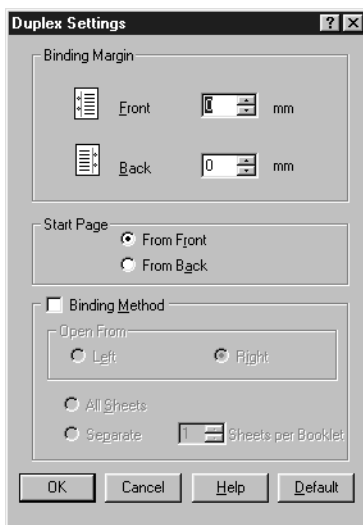 Duplex Settings
Binding Margin
Front 0 mm
Back 0 mm
Start Page
From Front
From Back
Binding Method
Open From
Left Right
All Sheets
Separate 1 Sheets per Booklet
OK Cancel Help Default